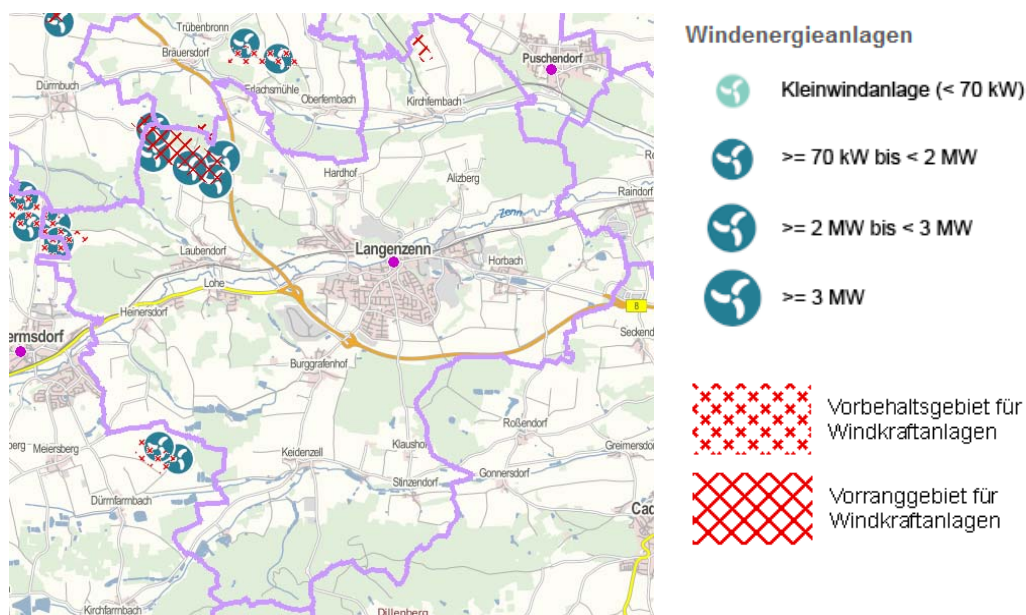 Trübenbronn
Bräuersdorf
Dürrnbuch
Erlachsmühle
Oberfembach
Kirchfembach
Puschendorf
Hardhof
Alizberg
Raindorf
Zenn
Laubendorf
Langenzenn
Horbach
Lohe
Heinersdorf
8
ermsdorf
Seckend
Burggrafenhof
Roßendorf
berg
Meiersberg
Klaushof
Greimersdor
Keidenzell
Gonnersdorf
Stinzendorf
Dürrnfarrnbach
Cad
Kirchfarrnbach
Dillenberg
Windenergieanlagen
Kleinwindanlage (< 70 kW)
>= 70 kW bis < 2 MW
>= 2 MW bis < 3 MW
>= 3 MW
Vorbehaltsgebiet für
Windkraftanlagen
Vorranggebiet für
Windkraftanlagen